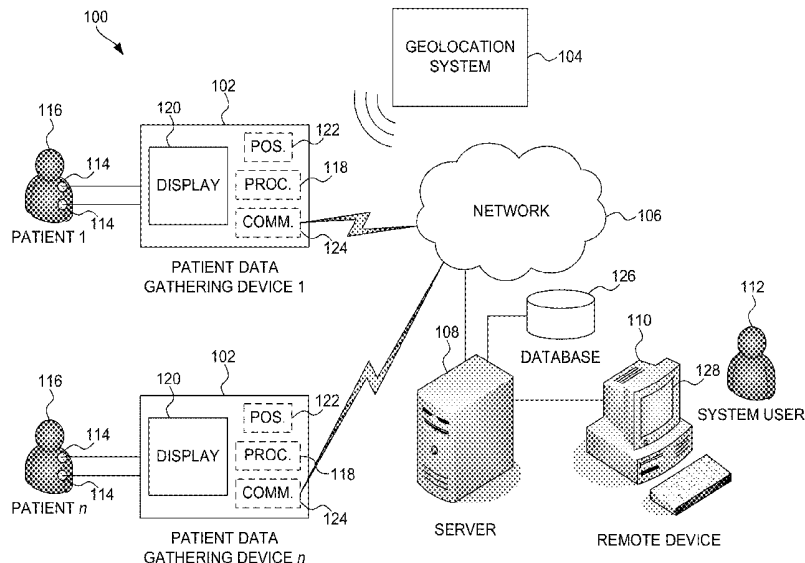 100
GEOLOCATION
SYSTEM
104
102
116
120
122
POS.
114
118
DISPLAY
PROC.
NETWORK
COMM.
106
114
PATIENT 1
124
PATIENT DATA
GATHERING DEVICE 1
126
112
110
108
128
DATABASE
102
116
120
122
POS.
SYSTEM USER
114
DISPLAY
PROC.
118
COMM.
114
PATIENT n
124
SERVER
REMOTE DEVICE
PATIENT DATA
GATHERING DEVICE n